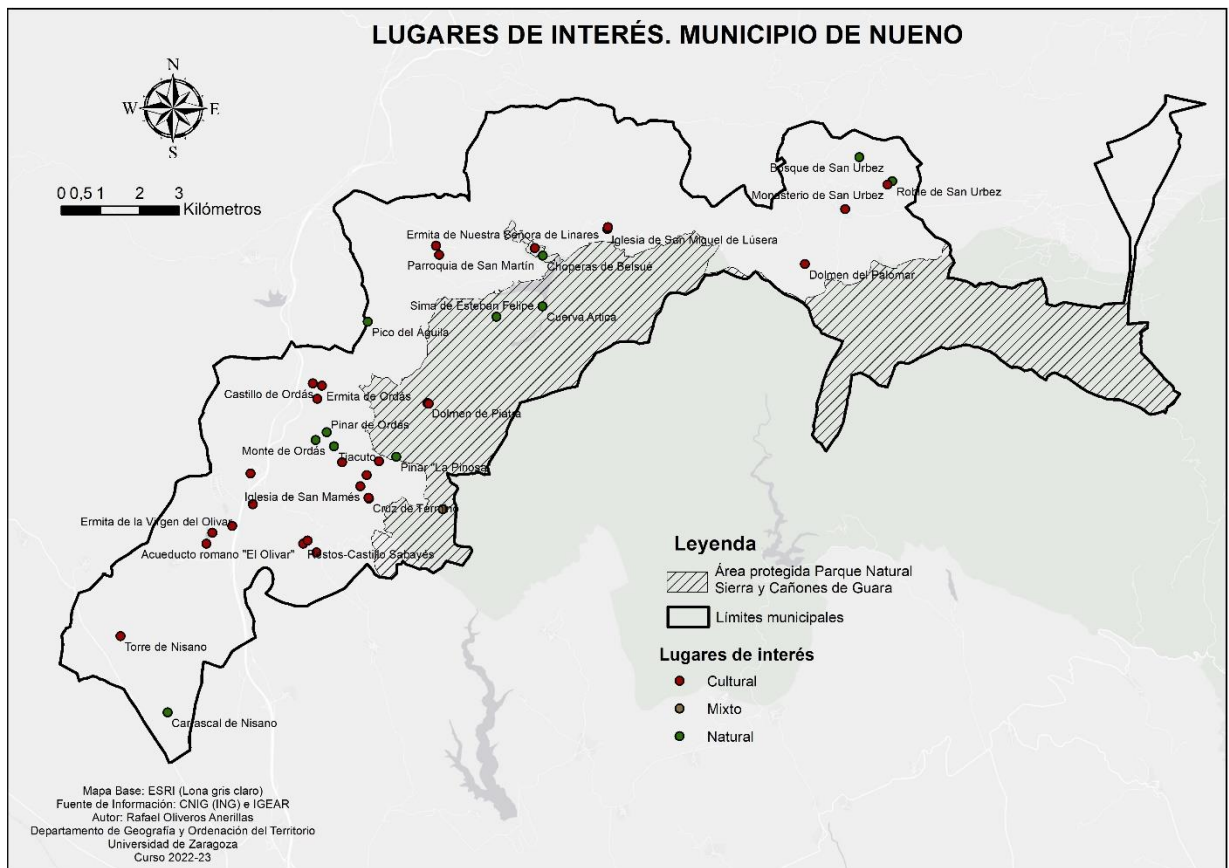 LUGARES DE INTERÉS. MUNICIPIO DE NUENO
N
W E
S
0 0,5 1 2 3
Kilómetros
Bosque de San Urbez
Roble de San Urbez
Monasterio de San Urbez
Ermita de Nuestra Señora de Linares
Iglesia de San Miguel de Lúsera
Parroquia de San Martín
Choperas de Belsué
Dolmen del Palomar
Sima de Esteban Felipe
Cuerva Artica
Pico del Águila
Castillo de Ordás
Ermita de Ordás
Dolmen de Piatra
Pinar de Ordás
Monte de Ordás
Tiacuto
Pinar "La Pinosa"
Iglesia de San Mamés
Cruz de Término
Ermita de la Virgen del Olivar
Acueducto romano "El Olivar"
Restos-Castillo Sabayés
Torre de Nisano
Carrascal de Nisano
Leyenda
Área protegida Parque Natural
Sierra y Cañones de Guara
Límites municipales
Lugares de interés
Cultural
Mixto
Natural
Mapa Base: ESRI (Lona gris claro)
Fuente de Información: CNIG (ING) e IGEAR
Autor: Rafael Oliveros Anerillas
Departamento de Geografía y Ordenación del Territorio
Universidad de Zaragoza
Curso 2022-23